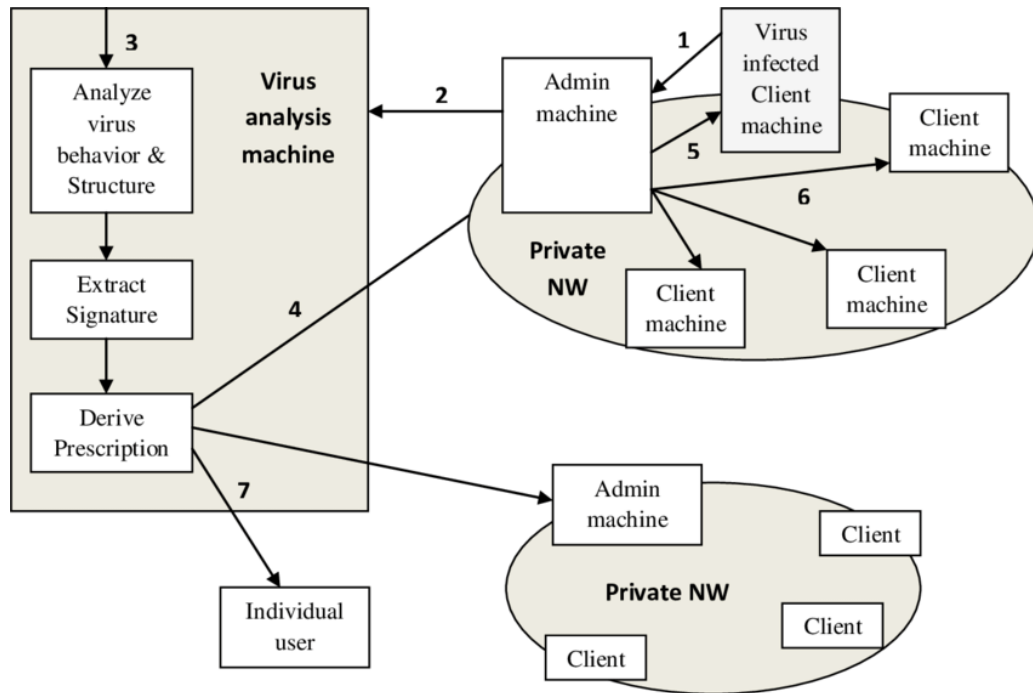 3
Analyze
virus
behavior &
Structure
Virus
analysis
machine
Extract
Signature
Derive
Prescription
2
Admin
machine
1
Virus
infected
Client
machine
5
Client
machine
6
Private
NW
Client
machine
Client
machine
4
7
Individual
user
Admin
machine
Client
Private NW
Client
Client